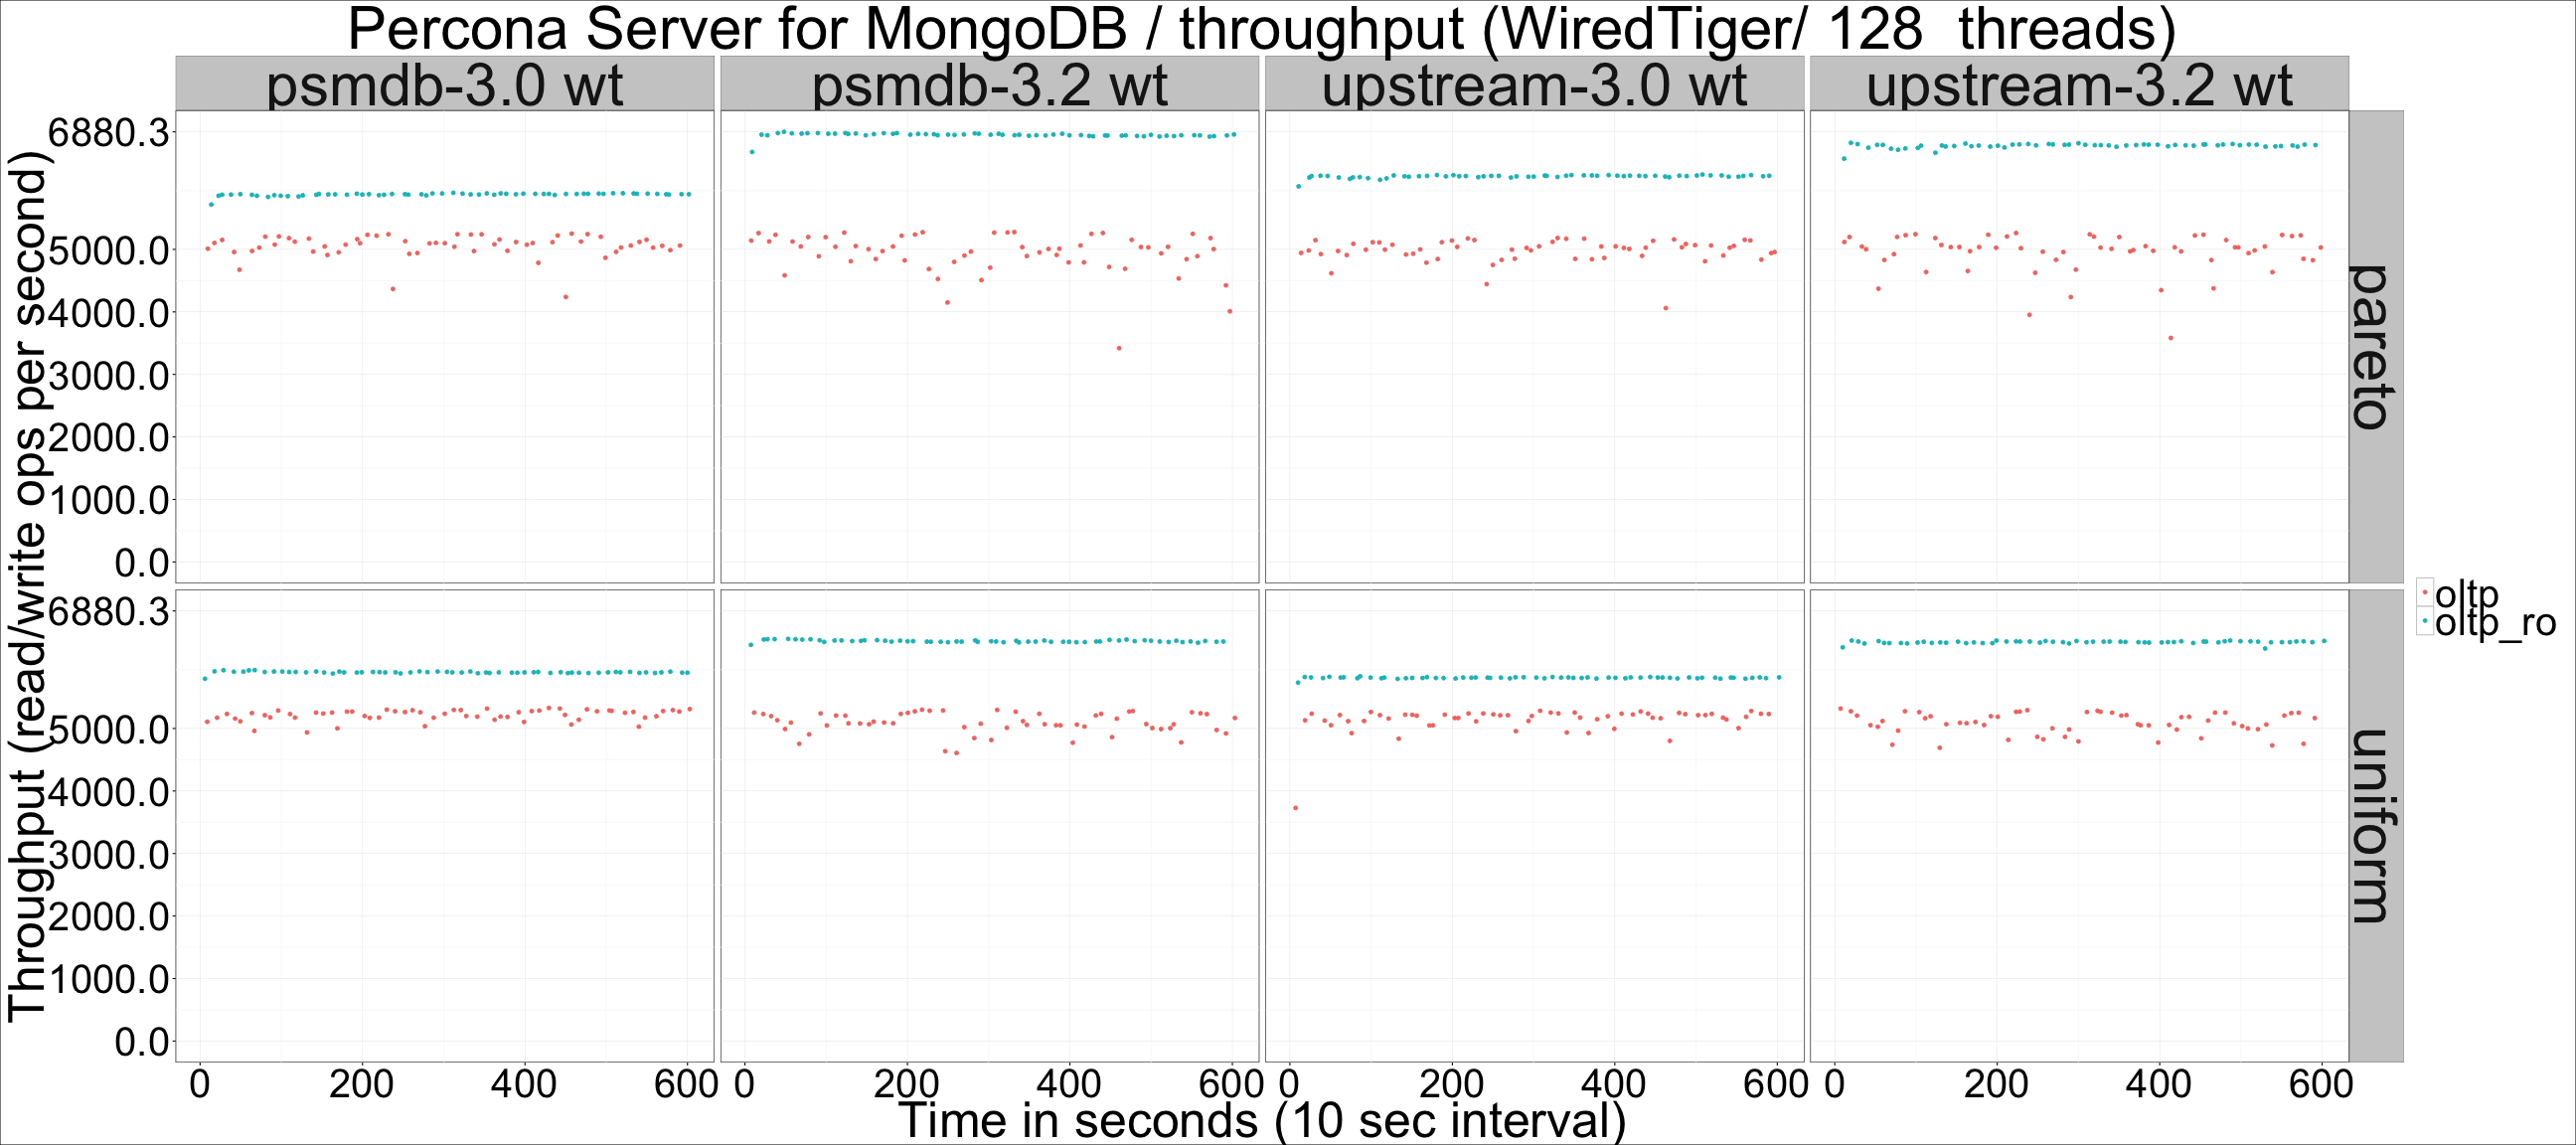 Percona Server for MongoDB / throughput (WiredTiger/ 128  threads)
psmdb-3.0 wt
psmdb-3.2 wt
upstream-3.0 wt
upstream-3.2 wt
Throughput (read/write ops per second)
6880.3
5000.0
4000.0
3000.0
2000.0
1000.0
0.0
pareto
6880.3
5000.0
4000.0
3000.0
2000.0
1000.0
0.0
uniform
oltp
oltp_ro
0 200 400 600 0 200 400 600 0 200 400 600 0 200 400 600
Time in seconds (10 sec interval)